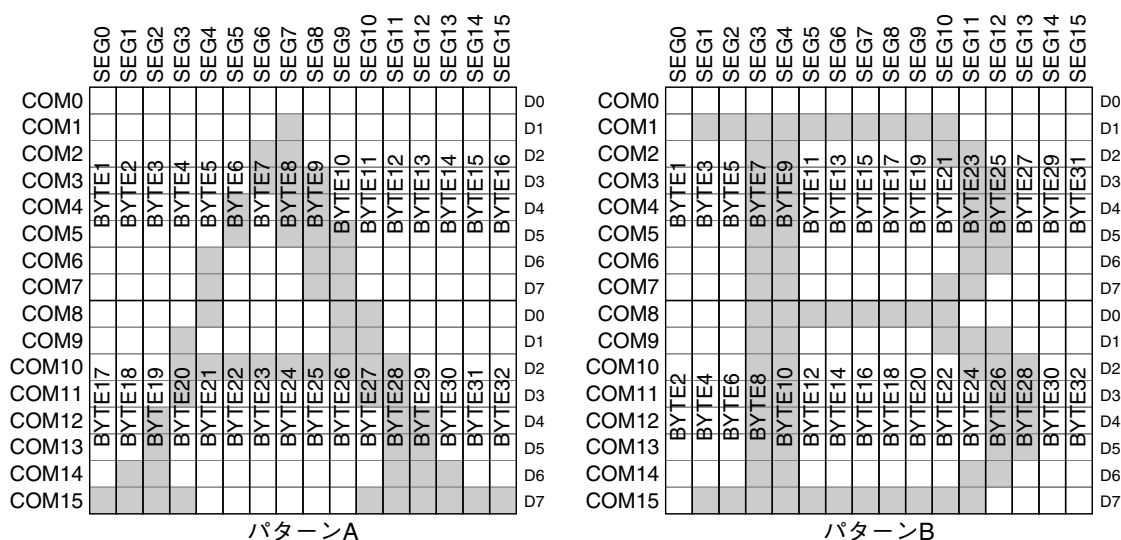 SEG0 SEG1 SEG2 SEG3 SEG4 SEG5 SEG6 SEG7 SEG8 SEG9 SEG10 SEG11 SEG12 SEG13 SEG14 SEG15
COM0 D0
COM1 D1
COM2 D2
COM3 D3
COM4 D4
COM5 D5
COM6 D6
COM7 D7
BYTE1 BYTE2 BYTE3 BYTE4 BYTE5 BYTE6 BYTE7 BYTE8 BYTE9 BYTE10 BYTE11 BYTE12 BYTE13 BYTE14 BYTE15 BYTE16
COM8 D0
COM9 D1
COM10 D2
COM11 D3
COM12 D4
COM13 D5
COM14 D6
COM15 D7
BYTE17 BYTE18 BYTE19 BYTE20 BYTE21 BYTE22 BYTE23 BYTE24 BYTE25 BYTE26 BYTE27 BYTE28 BYTE29 BYTE30 BYTE31 BYTE32
パターンA
SEG0 SEG1 SEG2 SEG3 SEG4 SEG5 SEG6 SEG7 SEG8 SEG9 SEG10 SEG11 SEG12 SEG13 SEG14 SEG15
COM0 D0
COM1 D1
COM2 D2
COM3 D3
COM4 D4
COM5 D5
COM6 D6
COM7 D7
BYTE1 BYTE3 BYTE5 BYTE7 BYTE9 BYTE11 BYTE13 BYTE15 BYTE17 BYTE19 BYTE21 BYTE23 BYTE25 BYTE27 BYTE29 BYTE31
COM8 D0
COM9 D1
COM10 D2
COM11 D3
COM12 D4
COM13 D5
COM14 D6
COM15 D7
BYTE2 BYTE4 BYTE6 BYTE8 BYTE10 BYTE12 BYTE14 BYTE16 BYTE18 BYTE20 BYTE22 BYTE24 BYTE26 BYTE28 BYTE30 BYTE32
パターンB